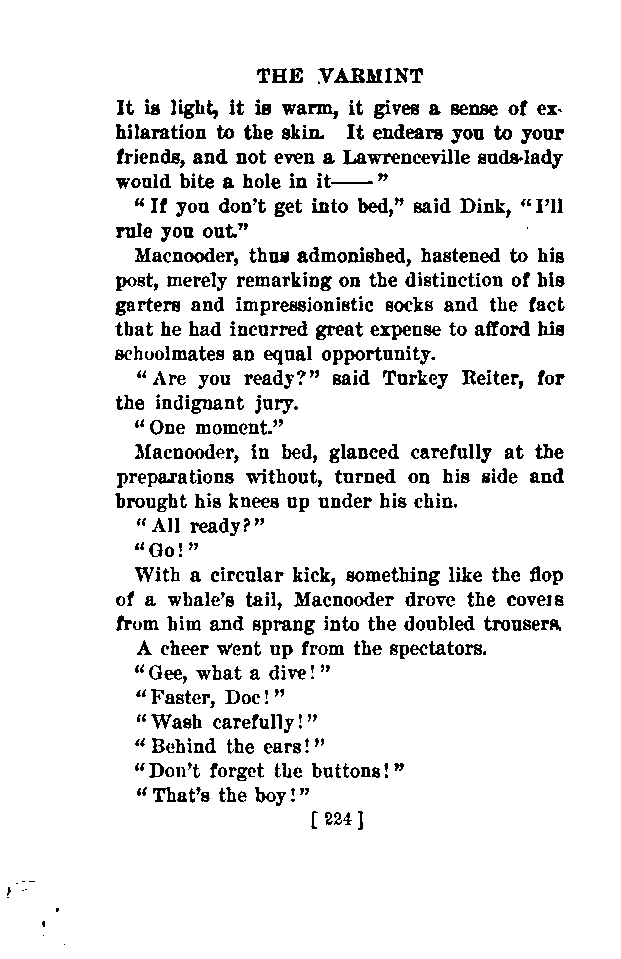 THE VARMINT
It is light, it is warm, it gives a sense of ex-
hilaration to the skin. It endears you to your
friends, and not even a Lawrenceville suds-lady
would bite a hole in it——"
"If you don't get into bed," said Dink, "I'll
rule you out."
Macnooder, thus admonished, hastened to his
post, merely remarking on the distinction of his
garters and impressionistic socks and the fact
that he had incurred great expense to afford his
schoolmates an equal opportunity.
"Are you ready?" said Turkey Reiter, for
the indignant jury.
"One moment."
Macnooder, in bed, glanced carefully at the
preparations without, turned on his side and
brought his knees up under his chin.
"All ready?"
"Go!"
With a circular kick, something like the flop
of a whale's tail, Macnooder drove the covers
from him and sprang into the doubled trousers.
A cheer went up from the spectators.
"Gee, what a dive!"
"Faster, Doc!"
"Wash carefully!"
"Behind the ears!"
"Don't forget the buttons!"
"That's the boy!"
[ 224 ]